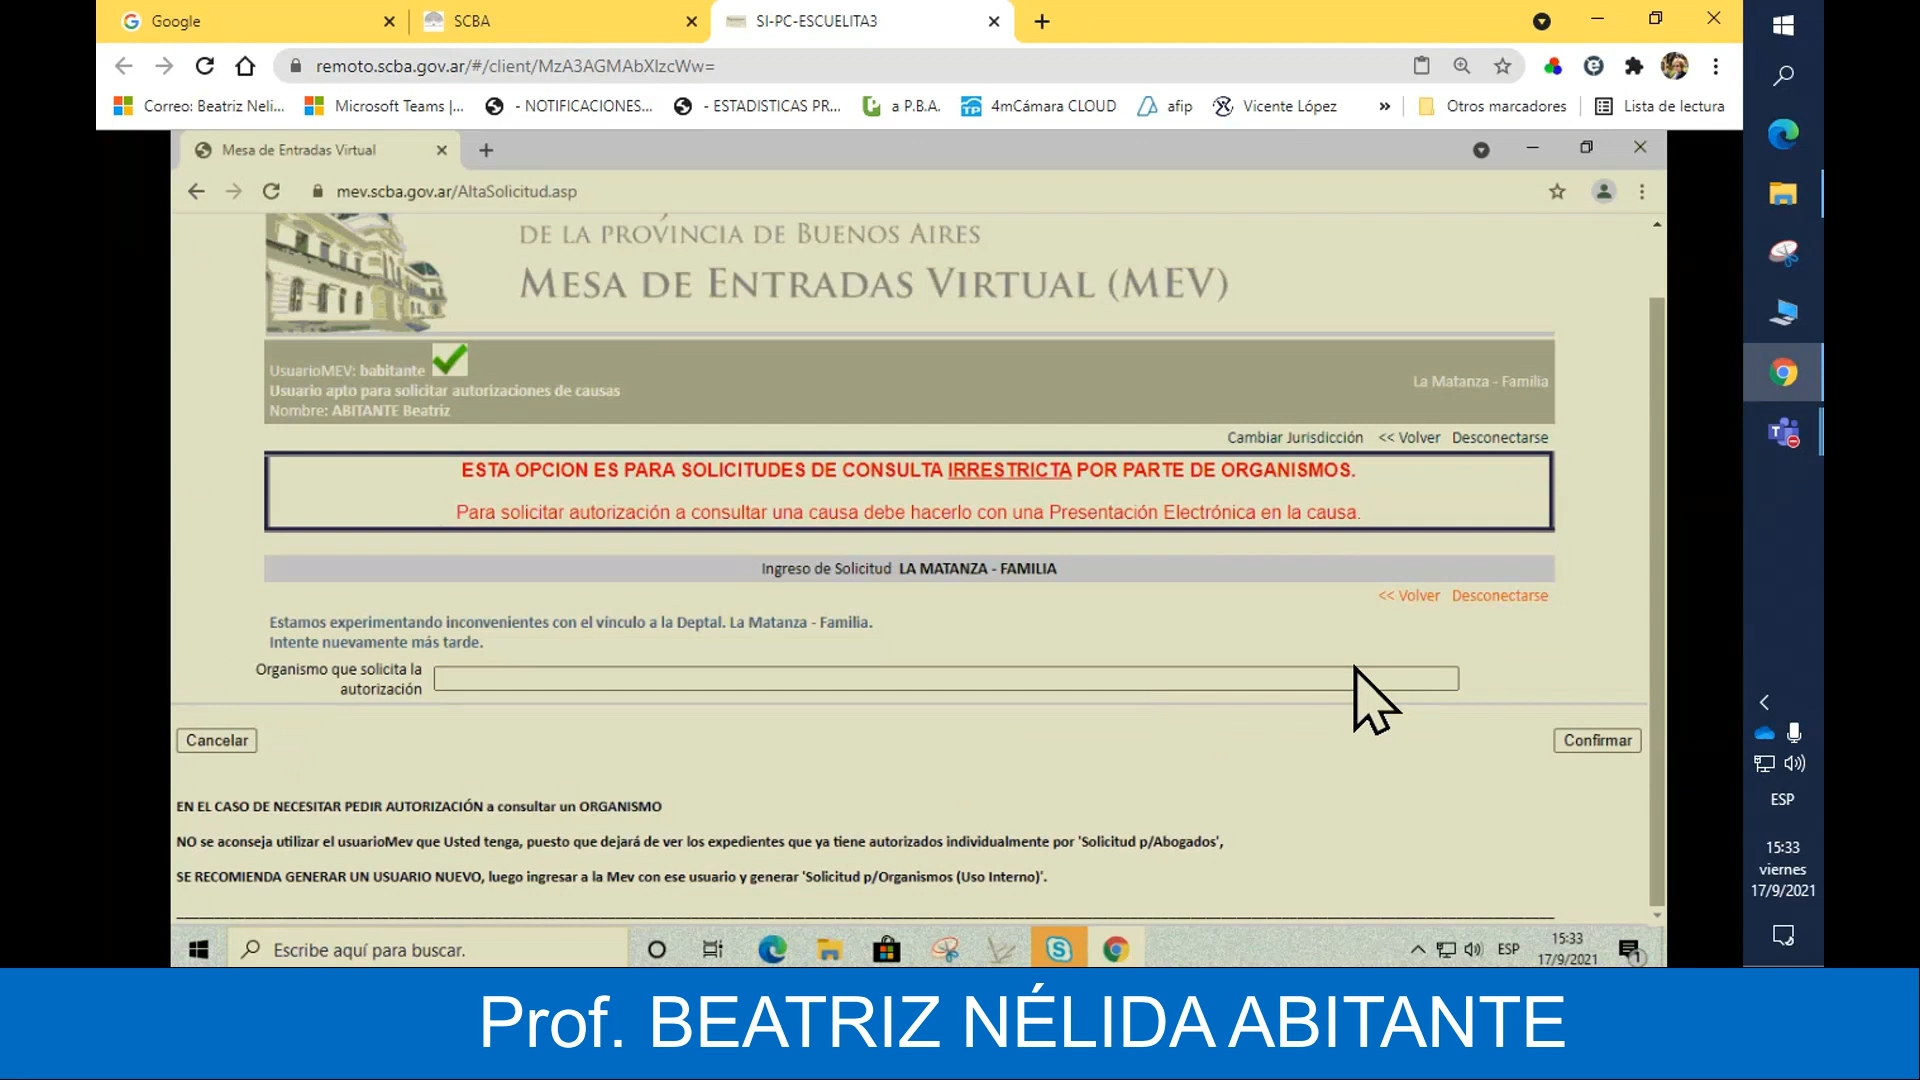 Google
SCBA
SI-PC-ESCUELITA3
remoto.scba.gov.ar/#/client/MzA3AGMAbXlzcWw=
Correo: Beatriz Neli...
Microsoft Teams |...
- NOTIFICACIONES...
- ESTADISTICAS PR...
a P.B.A.
4mCámara CLOUD
afip
Vicente López
»
Otros marcadores
Lista de lectura
Mesa de Entradas Virtual
mev.scba.gov.ar/AltaSolicitud.asp
DE LA PROVINCIA DE BUENOS AIRES
MESA DE ENTRADAS VIRTUAL (MEV)
UsuarioMEV: babitante
Usuario apto para solicitar autorizaciones de causas
Nombre: ABITANTE Beatriz
La Matanza - Familia
Cambiar Jurisdicción << Volver Desconectarse
ESTA OPCION ES PARA SOLICITUDES DE CONSULTA IRRESTRICTA POR PARTE DE ORGANISMOS.
Para solicitar autorización a consultar una causa debe hacerlo con una Presentación Electrónica en la causa.
Ingreso de Solicitud LA MATANZA - FAMILIA
<< Volver Desconectarse
Estamos experimentando inconvenientes con el vínculo a la Deptal. La Matanza - Familia.
Intente nuevamente más tarde.
Organismo que solicita la
autorización
Cancelar
Confirmar
EN EL CASO DE NECESITAR PEDIR AUTORIZACIÓN a consultar un ORGANISMO
NO se aconseja utilizar el usuarioMev que Usted tenga, puesto que dejará de ver los expedientes que ya tiene autorizados individualmente por 'Solicitud p/Abogados',
SE RECOMIENDA GENERAR UN USUARIO NUEVO, luego ingresar a la Mev con ese usuario y generar 'Solicitud p/Organismos (Uso Interno)'.
Escribe aquí para buscar.
ESP
15:33
17/9/2021
1
ESP
15:33
viernes
17/9/2021
Prof. BEATRIZ NÉLIDA ABITANTE